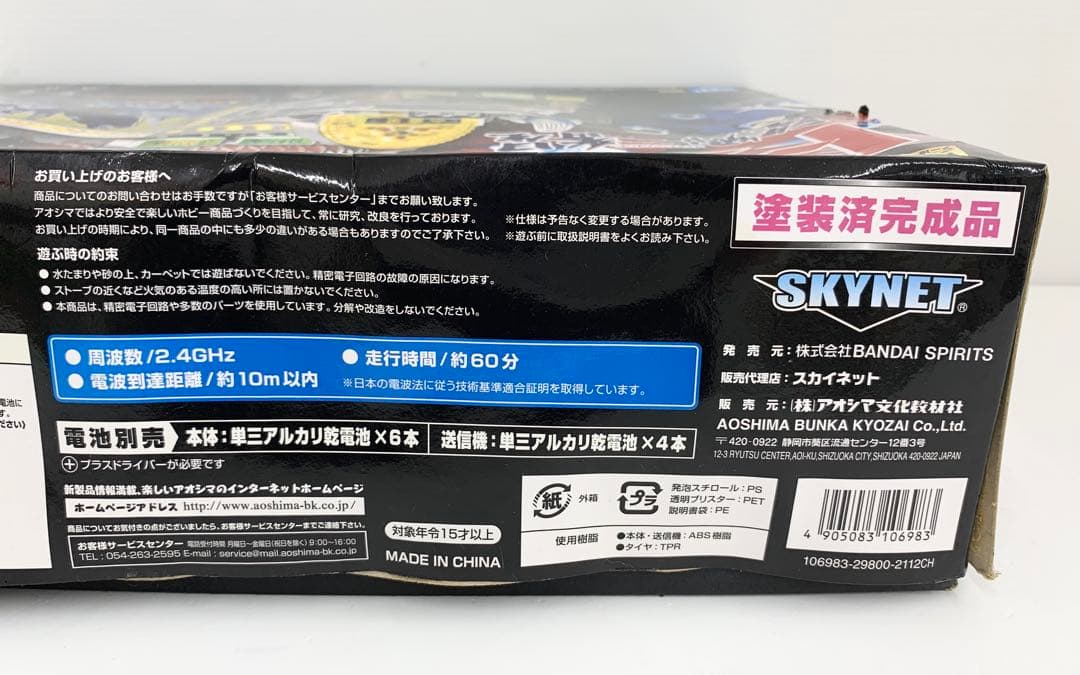 お買い上げのお客様へ
商品についてのお問い合わせはお手数ですが「お客様サービスセンター」までお願い致します。
アオシマではより安全で楽しいホビー商品づくりを目指して、常に研究、改良を行っております。
お買い上げの時期により、同一商品の中にも多少の違いがある場合もありますのでご了承下さい。
※仕様は予告なく変更する場合があります。
※遊ぶ前に取扱説明書をよくお読み下さい。
遊ぶ時の約束
●水たまりや砂の上、カーペットでは遊ばないでください。精密電子回路の故障の原因になります。
●ストーブの近くなど火気のある温度の高い所には置かないでください。
●本商品は、精密電子回路や多数のパーツを使用しています。分解や改造をしないでください。
●周波数/2.4GHz
●走行時間/約60分
●電波到達距離/約10m以内
※日本の電波法に従う技術基準適合証明を取得しています。
電池別売
本体:単三アルカリ乾電池×6本
送信機:単三アルカリ乾電池×4本
プラスドライバーが必要です
新製品情報満載、楽しいアオシマのインターネットホームページ
ホームページアドレス http://www.aoshima-bk.co.jp/
商品についてお気付きの点がございましたら、お客様サービスセンターまでご連絡下さい。
お客様サービスセンター 電話受付時間 月曜日〜金曜日(祝日を除く) 9:00〜16:00
TEL:054-263-2595 E-mail:service@mail.aoshima-bk.co.jp
対象年令15才以上
MADE IN CHINA
紙
外箱
プラ
発泡スチロール:PS
透明ブリスター:PET
説明書袋:PE
使用樹脂
●本体・送信機:ABS樹脂
●タイヤ:TPR
塗装済完成品
SKYNET®
発売元:株式会社BANDAI SPIRITS
販売代理店:スカイネット
販売元:(株)アオシマ文化教材社
AOSHIMA BUNKA KYOZAI Co.,Ltd.
〒420-0922 静岡市葵区流通センター12番3号
12-3 RYUTSU CENTER,AOI-KU,SHIZUOKA CITY,SHIZUOKA 420-0922 JAPAN
4 905083 106983
106983-29800-2112CH